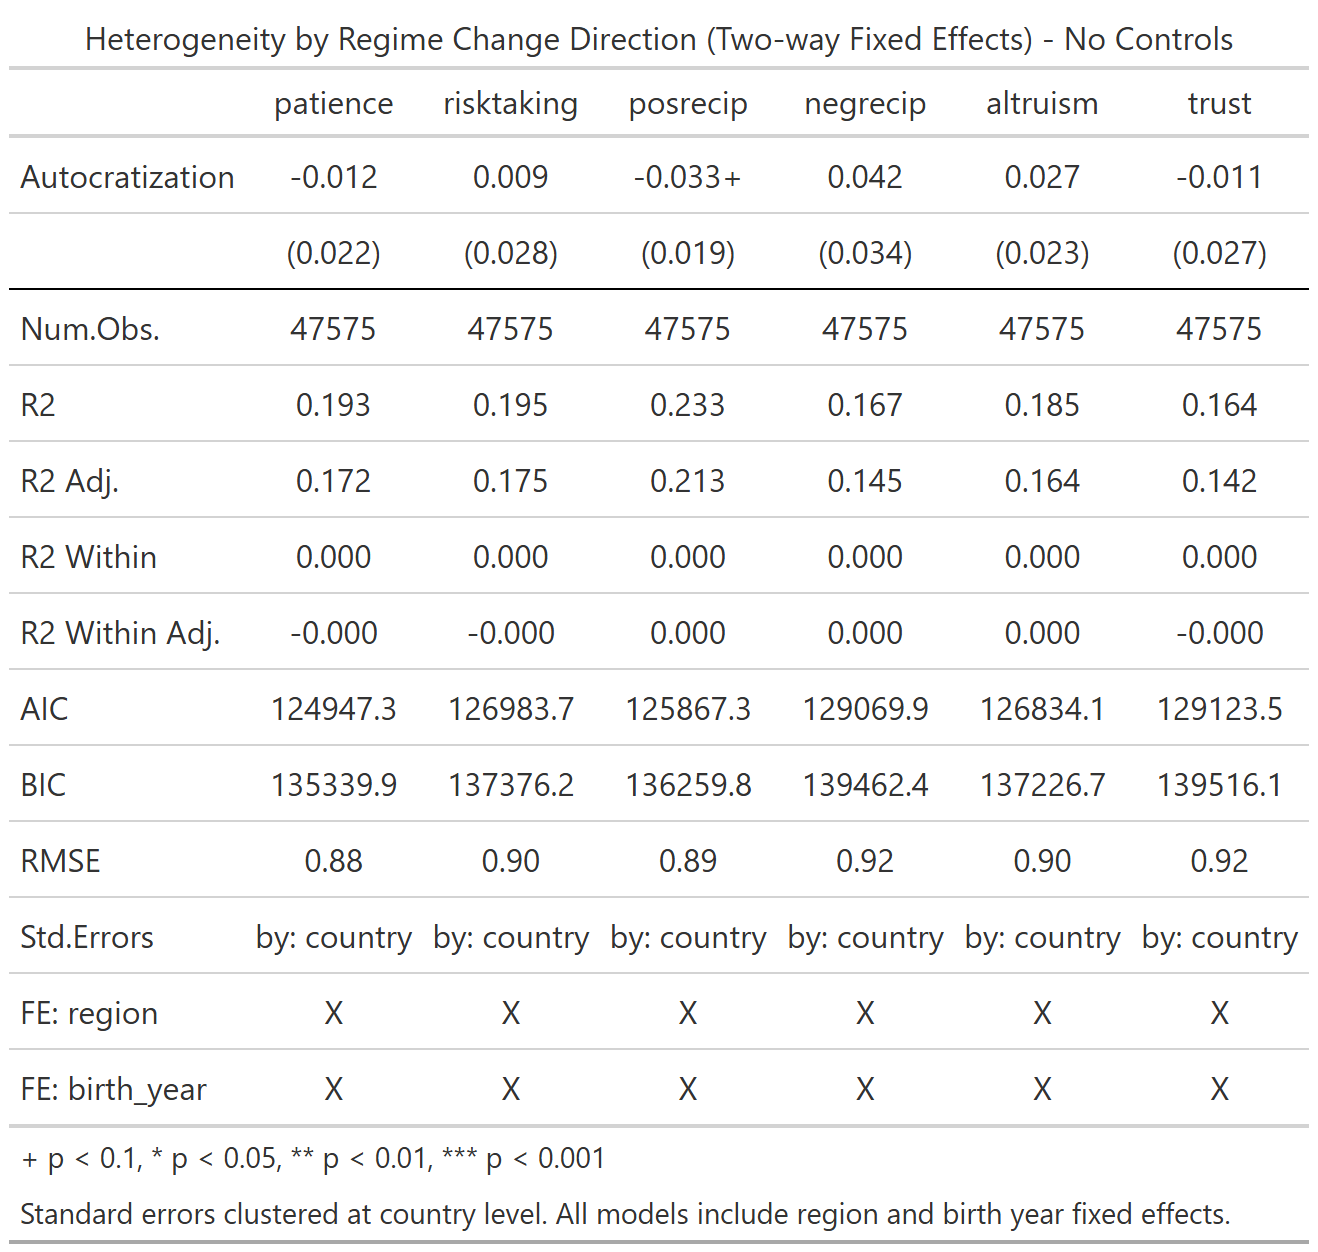 Heterogeneity by Regime Change Direction (Two-way Fixed Effects) - No Controls
patience risktaking posrecip negrecip altruism trust
Autocratization -0.012 0.009 -0.033+ 0.042 0.027 -0.011
(0.022) (0.028) (0.019) (0.034) (0.023) (0.027)
Num.Obs. 47575 47575 47575 47575 47575 47575
R2 0.193 0.195 0.233 0.167 0.185 0.164
R2 Adj. 0.172 0.175 0.213 0.145 0.164 0.142
R2 Within 0.000 0.000 0.000 0.000 0.000 0.000
R2 Within Adj. -0.000 -0.000 0.000 0.000 0.000 -0.000
AIC 124947.3 126983.7 125867.3 129069.9 126834.1 129123.5
BIC 135339.9 137376.2 136259.8 139462.4 137226.7 139516.1
RMSE 0.88 0.90 0.89 0.92 0.90 0.92
Std.Errors by: country by: country by: country by: country by: country by: country
FE: region X X X X X X
FE: birth_year X X X X X X
+ p < 0.1, * p < 0.05, ** p < 0.01, *** p < 0.001
Standard errors clustered at country level. All models include region and birth year fixed effects.